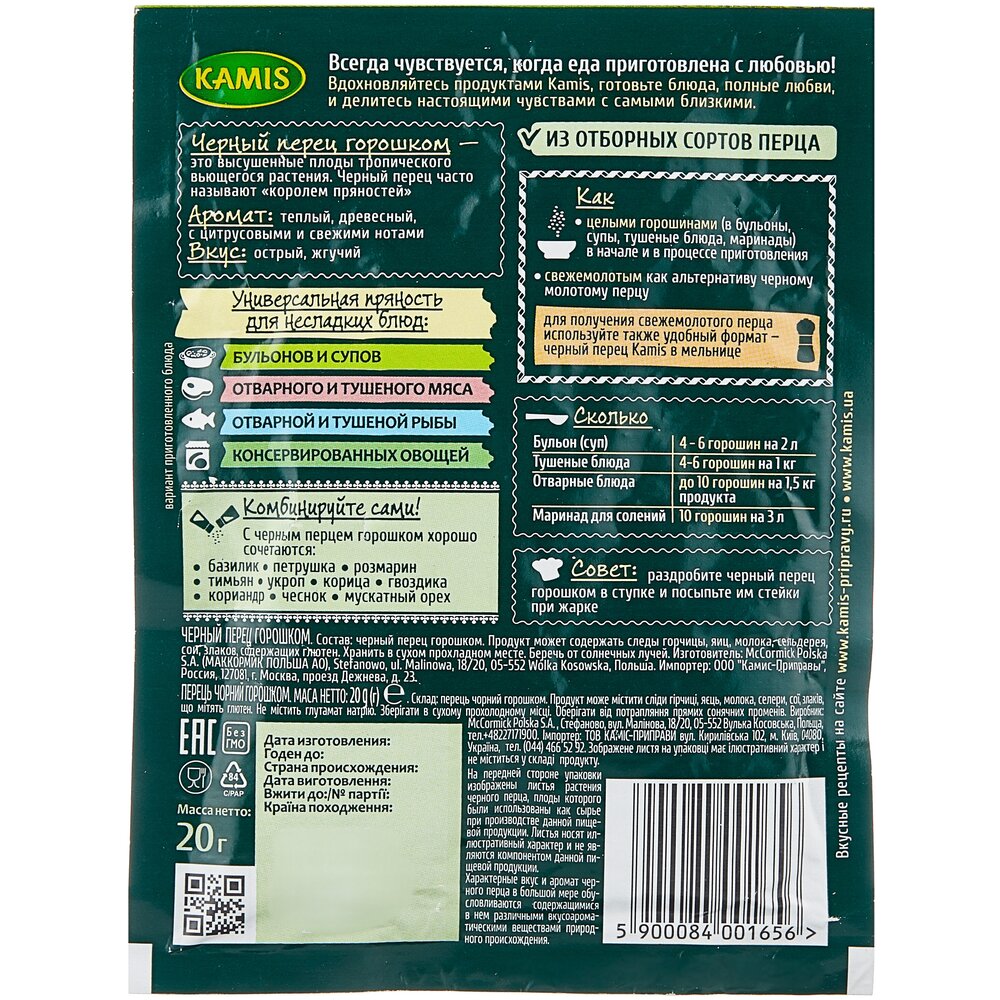 KAMIS
Всегда чувствуется, когда еда приготовлена с любовью!
Вдохновляйтесь продуктами Kamis, готовьте блюда, полные любви,
и делитесь настоящими чувствами с самыми близкими.
Черный перец горошком —
это высушенные плоды тропического
вьющегося растения. Черный перец часто
называют «королем пряностей»
Аромат: теплый, древесный,
с цитрусовыми и свежими нотами
Вкус: острый, жгучий
Универсальная пряность
для несладких блюд:
БУЛЬОНОВ И СУПОВ
ОТВАРНОГО И ТУШЕНОГО МЯСА
ОТВАРНОЙ И ТУШЕНОЙ РЫБЫ
КОНСЕРВИРОВАННЫХ ОВОЩЕЙ
вариант приготовленного блюда
Комбинируйте сами!
С черным перцем горошком хорошо
сочетаются:
• базилик • петрушка • розмарин
• тимьян • укроп • корица • гвоздика
• кориандр • чеснок • мускатный орех
ИЗ ОТБОРНЫХ СОРТОВ ПЕРЦА
Как
• целыми горошинами (в бульоны,
супы, тушеные блюда, маринады)
в начале и в процессе приготовления
• свежемолотым как альтернативу черному
молотому перцу
для получения свежемолотого перца
используйте также удобный формат –
черный перец Kamis в мельнице
Сколько
Бульон (суп) 4 - 6 горошин на 2 л
Тушеные блюда 4-6 горошин на 1 кг
Отварные блюда до 10 горошин на 1,5 кг
продукта
Маринад для солений 10 горошин на 3 л
Совет: раздробите черный перец
горошком в ступке и посыпьте им стейки
при жарке
Вкусные рецепты на сайте www.kamis-pripravy.ru • www.kamis.ua
ЧЕРНЫЙ ПЕРЕЦ ГОРОШКОМ. Состав: черный перец горошком. Продукт может содержать следы горчицы, яиц, молока, сельдерея,
сои, злаков, содержащих глютен. Хранить в сухом прохладном месте. Беречь от солнечных лучей. Изготовитель: McCormick Polska
S.A. (МАККОРМИК ПОЛЬША АО), Stefanowo, ul. Malinowa, 18/20, 05-552 Wólka Kosowska, Польша. Импортер: ООО "Камис-Приправы",
Россия, 127081, г. Москва, проезд Дежнева, д. 23.
ПЕРЕЦЬ ЧОРНИЙ ГОРОШКОМ. МАСА НЕТТО: 20 g (г) ℮. Склад: перець чорний горошком. Продукт може містити сліди гірчиці, яєць, молока, селери, сої, злаків,
що мітять глютен. Не містить глутамат натрію. Зберігати в сухому прохолодному місці. Оберігати від потрапляння прямих сонячних променів. Виробник:
McCormick Polska S.A., Стефаново, вул. Малінова, 18/20, 05-552 Вулька Косовська, Польща,
тел.+48227171900. Импортер: ТОВ КАМІС-ПРИПРАВИ вул. Кирилівська 102, м. Київ, 04080,
Україна, тел. (044) 466 52 92. Зображене листя на упаковці має ілюстративний характер і
не міститься у складі продукту.
EAC
Без
ГМО
84
C/PAP
Масса нетто:
20 г
Дата изготовления:
Годен до:
Страна происхождения:
Дата виготовлення:
Вжити до:/№ партії:
Країна походження:
На передней стороне упаковки
изображены листья растения
черного перца, плоды которого
были использованы как сырье
при производстве данной пище-
вой продукции. Листья носят ил-
люстративный характер и не яв-
ляются компонентом данной пи-
щевой продукции.
Характерные вкус и аромат чер-
ного перца в большой мере обу-
словливаются содержащимися
в нем различными вкусоарома-
тическими веществами природ-
ного происхождения.
5 900084 001656 >